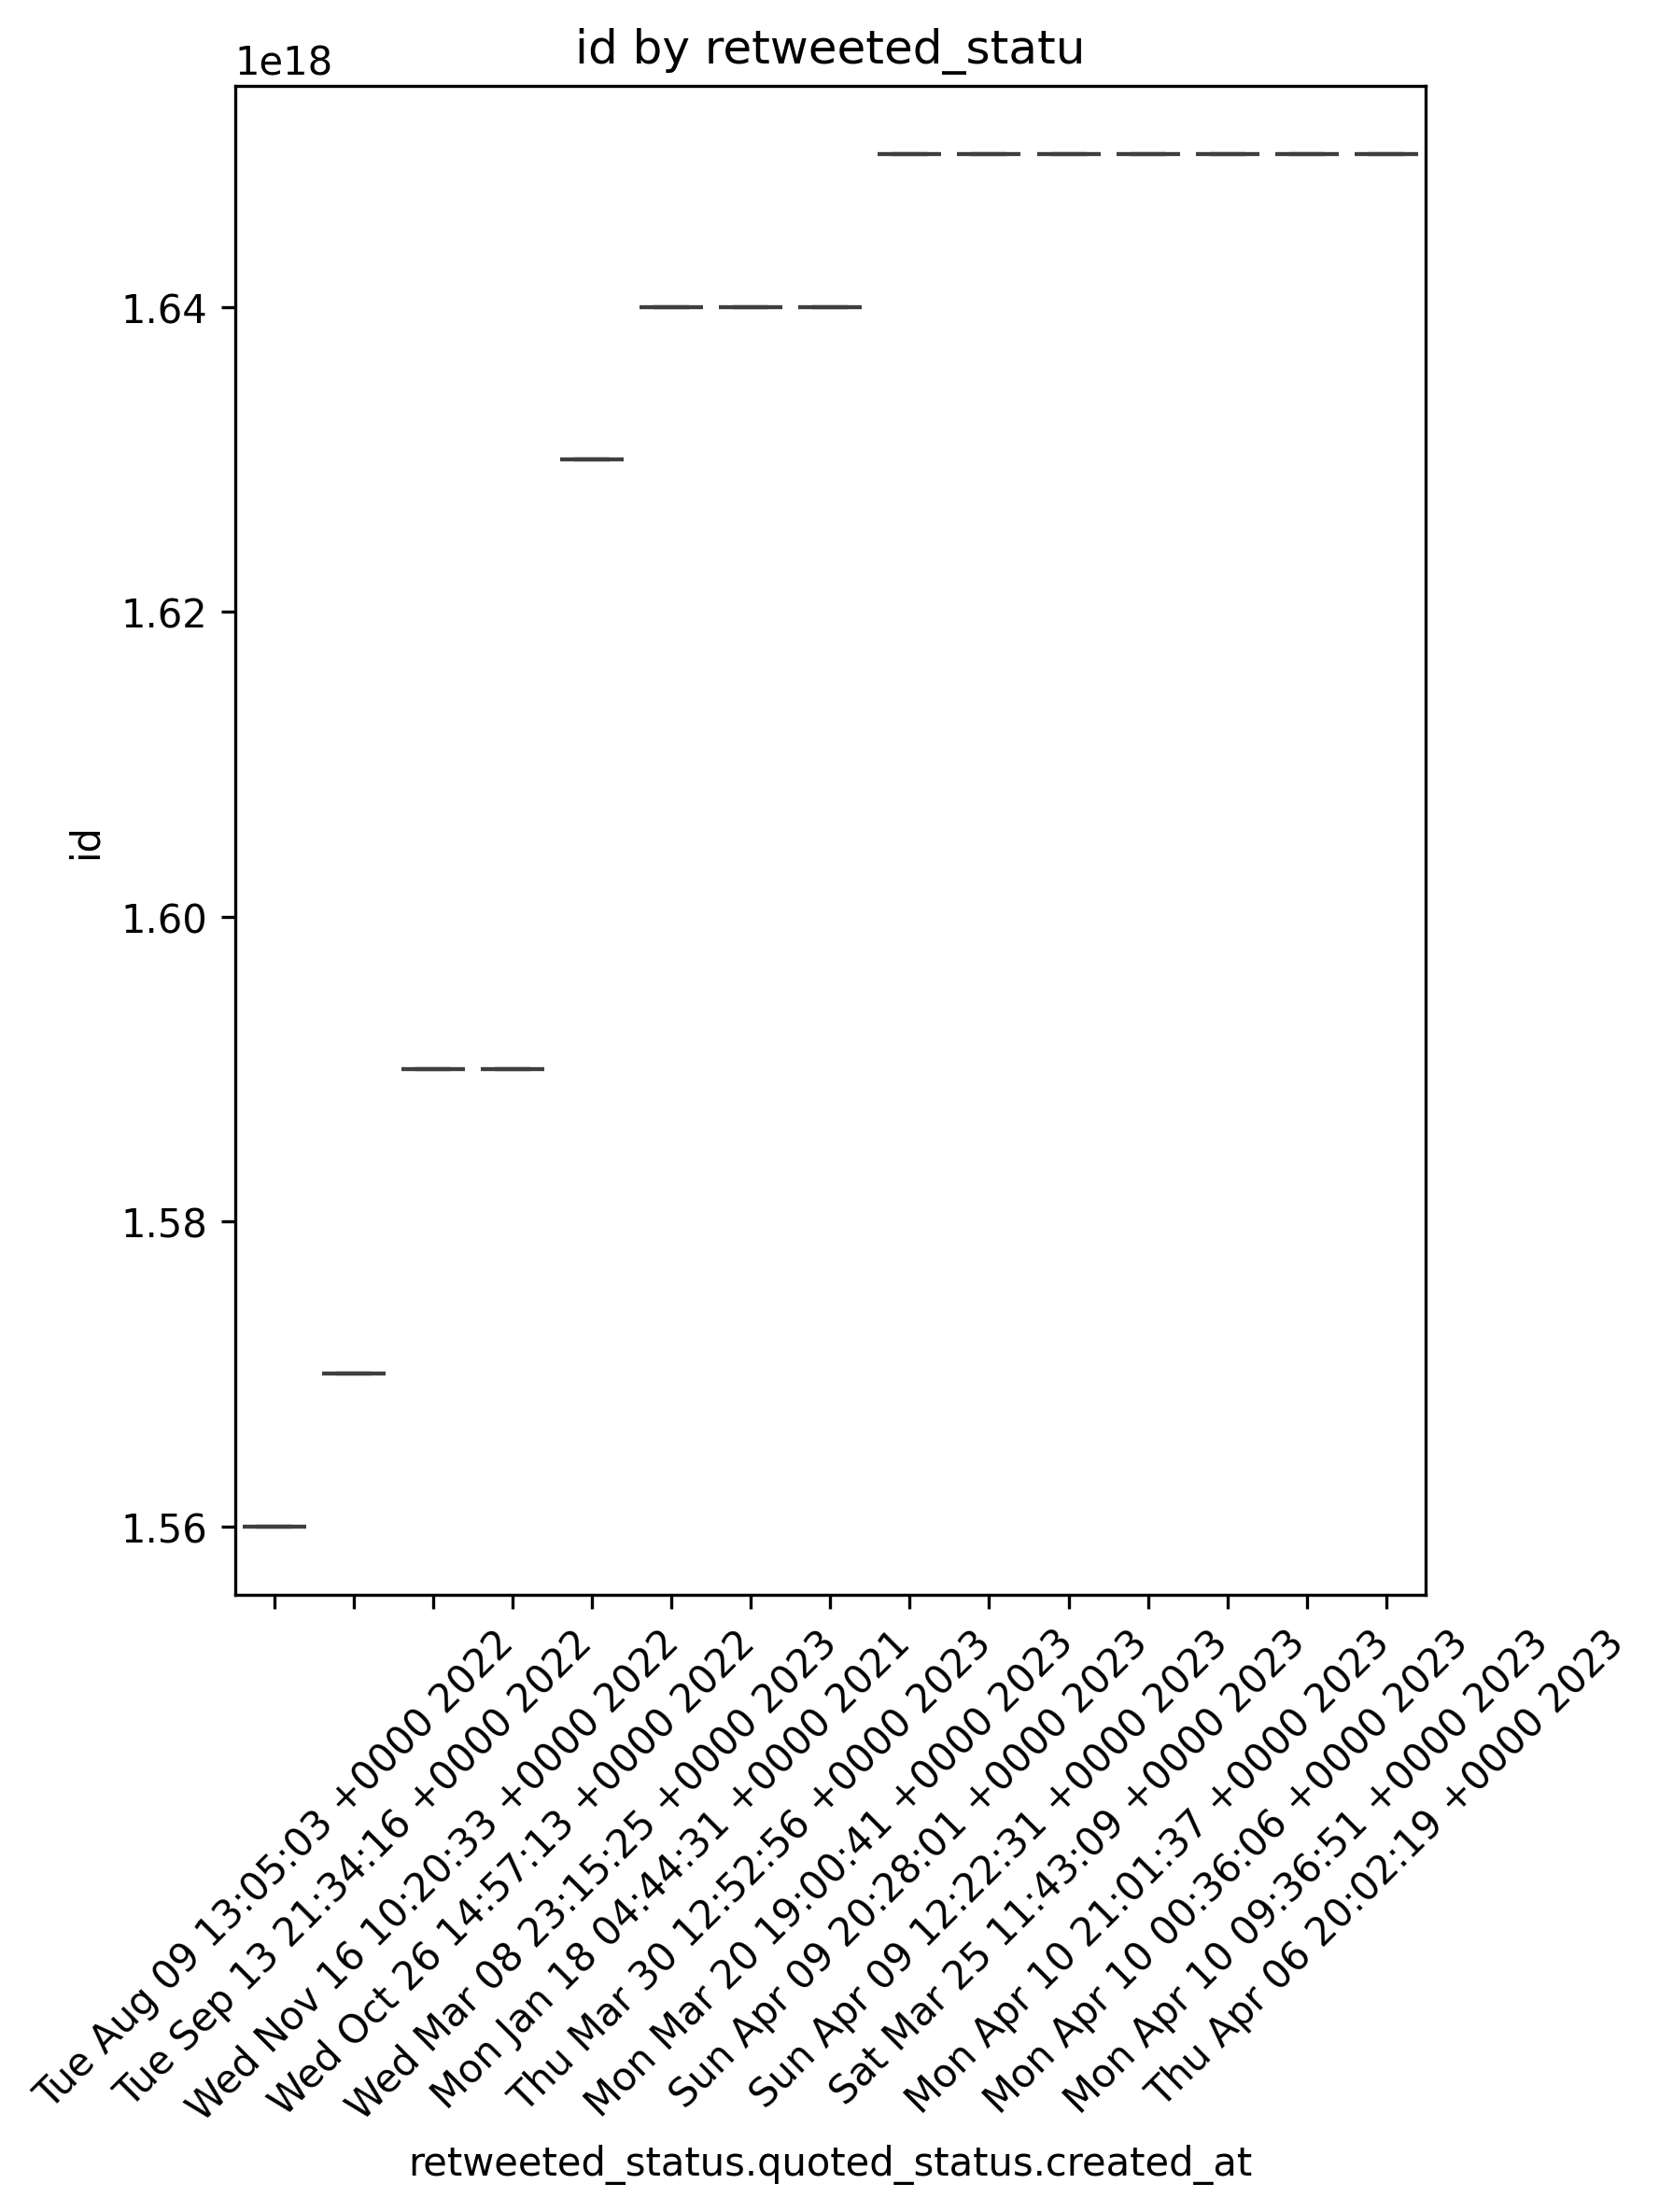 id by retweeted_statu
1e18
1.64
1.62
1.60
1.58
1.56
id
Tue Aug 09 13:05:03 +0000 2022
Tue Sep 13 21:34:16 +0000 2022
Wed Nov 16 10:20:33 +0000 2022
Wed Oct 26 14:57:13 +0000 2022
Wed Mar 08 23:15:25 +0000 2023
Mon Jan 18 04:44:31 +0000 2021
Thu Mar 30 12:52:56 +0000 2023
Mon Mar 20 19:00:41 +0000 2023
Sun Apr 09 20:28:01 +0000 2023
Sun Apr 09 12:22:31 +0000 2023
Sat Mar 25 11:43:09 +0000 2023
Mon Apr 10 21:01:37 +0000 2023
Mon Apr 10 00:36:06 +0000 2023
Mon Apr 10 09:36:51 +0000 2023
Thu Apr 06 20:02:19 +0000 2023
retweeted_status.quoted_status.created_at